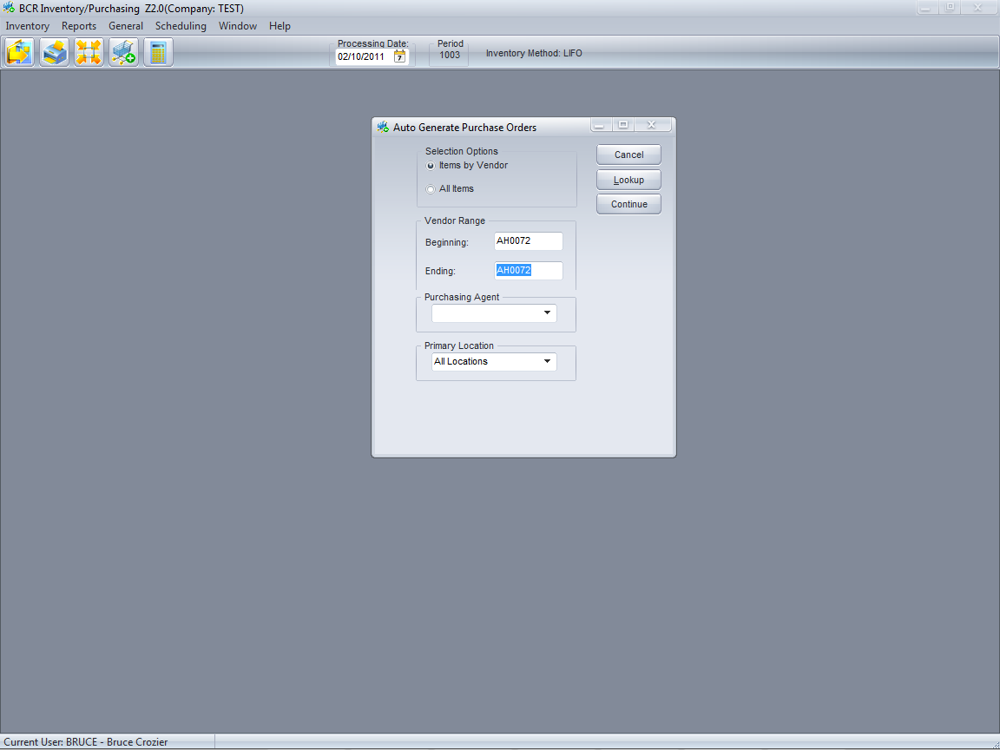 BCR Inventory/Purchasing Z2.0(Company: TEST)
Inventory Reports General Scheduling Window Help
Processing Date: Period
02/10/2011 7 1003 Inventory Method: LIFO
Auto Generate Purchase Orders
Selection Options
Items by Vendor
All Items
Cancel
Lookup
Continue
Vendor Range
Beginning: AH0072
Ending: AH0072
Purchasing Agent
Primary Location
All Locations
Current User: BRUCE - Bruce Crozier